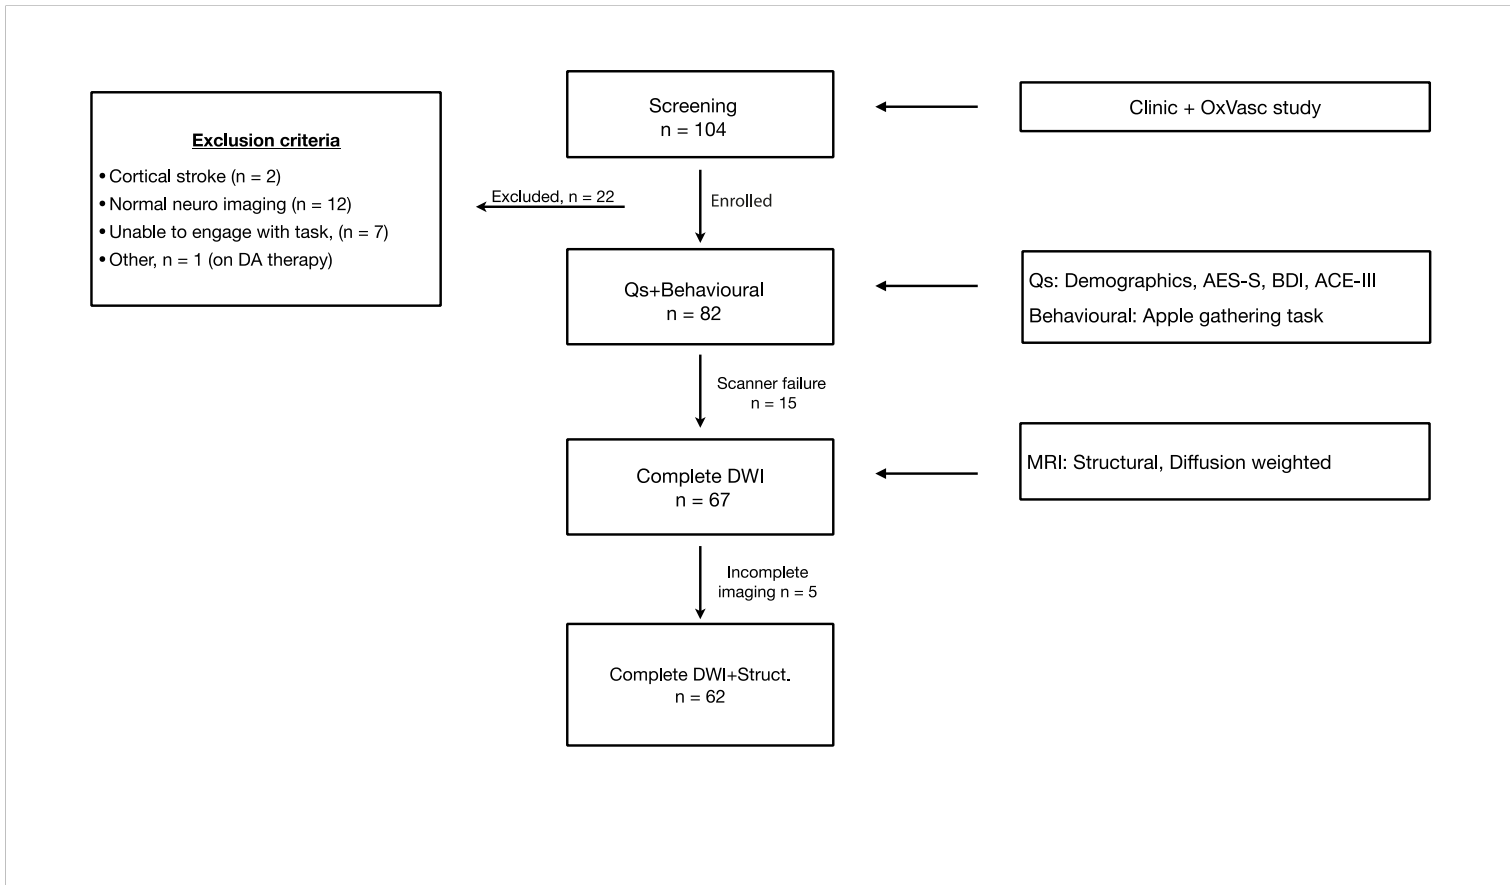 Screening
n = 104
Clinic + OxVasc study
Exclusion criteria
• Cortical stroke (n = 2)
• Normal neuro imaging (n = 12)
• Unable to engage with task, (n = 7)
• Other, n = 1 (on DA therapy)
Excluded, n = 22
Enrolled
Qs+Behavioural
n = 82
Qs: Demographics, AES-S, BDI, ACE-III
Behavioural: Apple gathering task
Scanner failure
n = 15
Complete DWI
n = 67
MRI: Structural, Diffusion weighted
Incomplete
imaging n = 5
Complete DWI+Struct.
n = 62